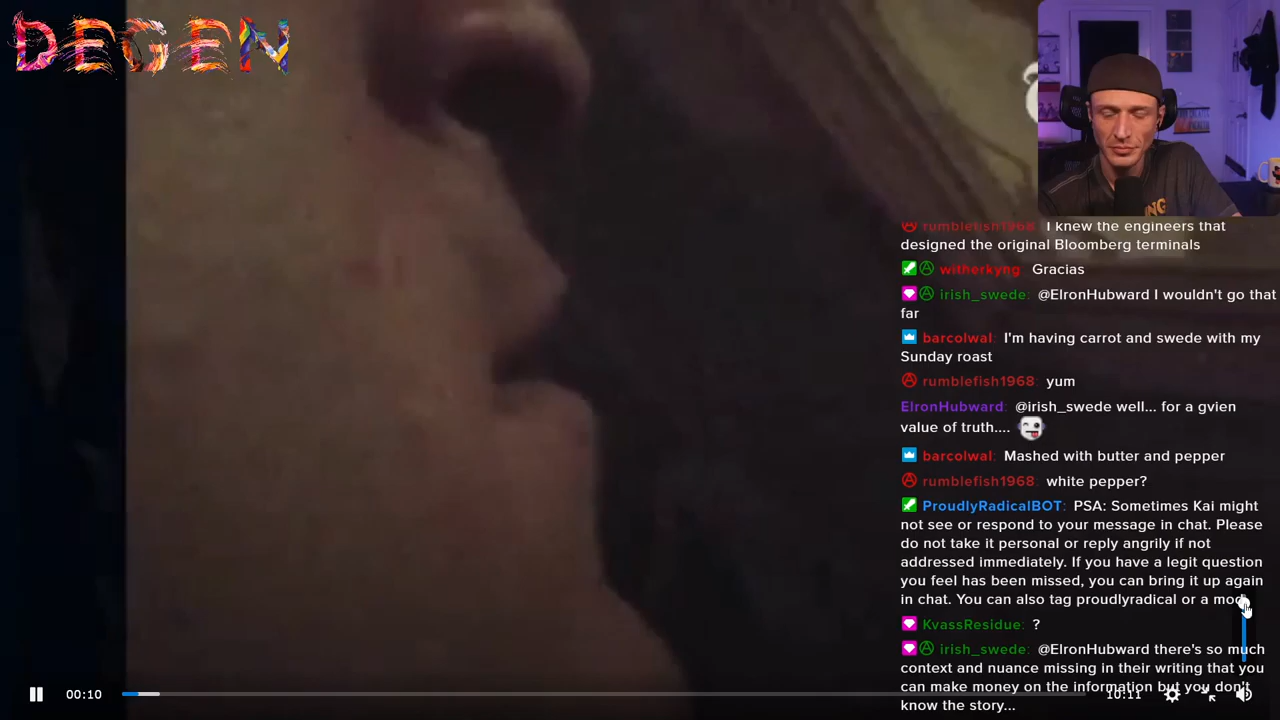 DEGEN
rumblefish1968: I knew the engineers that
designed the original Bloomberg terminals
witherkyng: Gracias
irish_swede: @ElronHubward I wouldn't go that
far
barcolwal: I'm having carrot and swede with my
Sunday roast
rumblefish1968: yum
ElronHubward: @irish_swede well... for a gvien
value of truth....
barcolwal: Mashed with butter and pepper
rumblefish1968: white pepper?
ProudlyRadicalBOT: PSA: Sometimes Kai might
not see or respond to your message in chat. Please
do not take it personal or reply angrily if not
addressed immediately. If you have a legit question
you feel has been missed, you can bring it up again
in chat. You can also tag proudlyradical or a mod
KvassResidue: ?
irish_swede: @ElronHubward there's so much
context and nuance missing in their writing that you
can make money on the information but you don't
know the story...
00:10
10:11